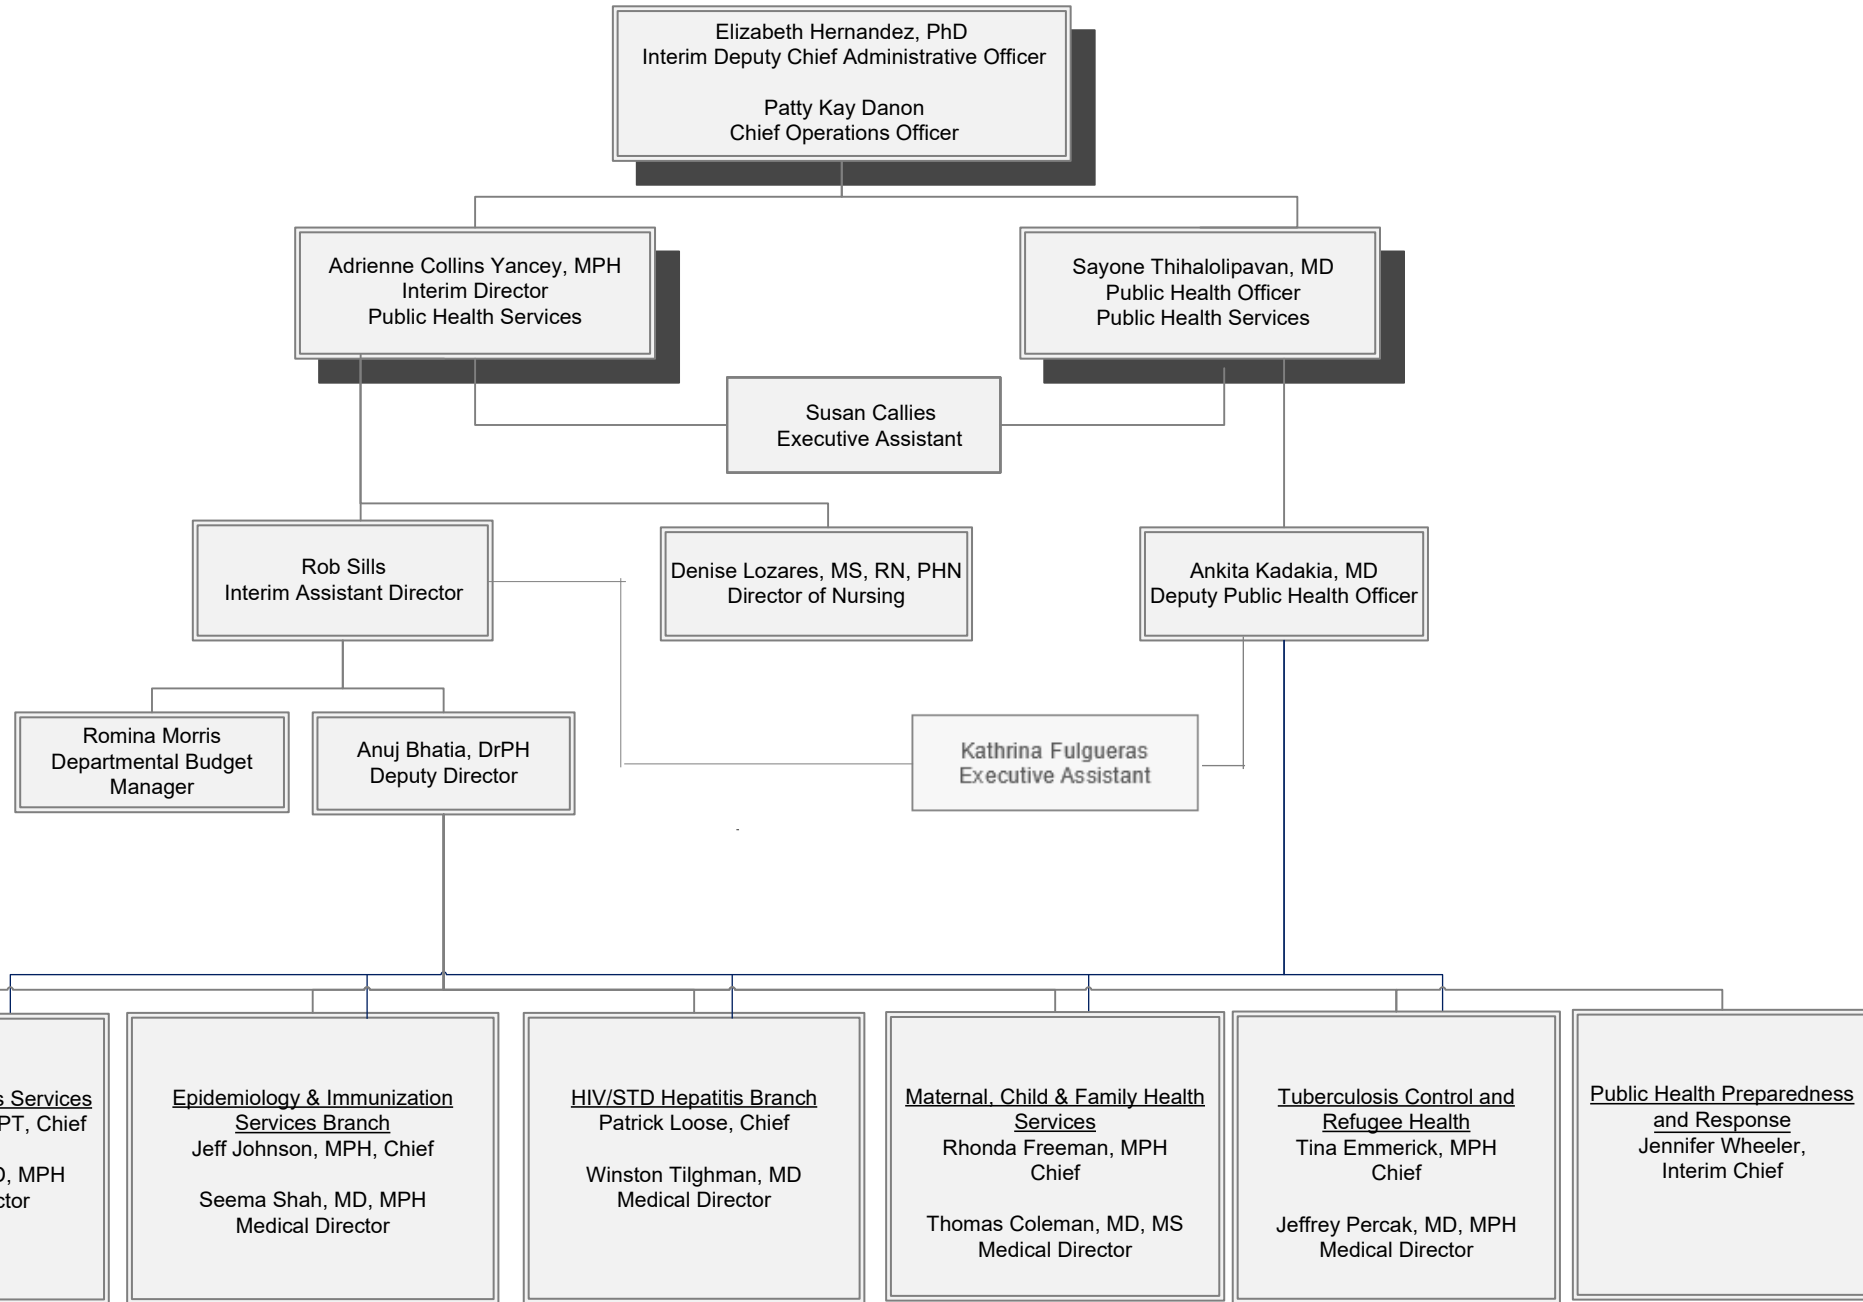 Elizabeth Hernandez, PhD
Interim Deputy Chief Administrative Officer
Patty Kay Danon
Chief Operations Officer
Adrienne Collins Yancey, MPH
Interim Director
Public Health Services
Sayone Thihalolipavan, MD
Public Health Officer
Public Health Services
Susan Callies
Executive Assistant
Rob Sills
Interim Assistant Director
Denise Lozares, MS, RN, PHN
Director of Nursing
Ankita Kadakia, MD
Deputy Public Health Officer
Romina Morris
Departmental Budget
Manager
Anuj Bhatia, DrPH
Deputy Director
Kathrina Fulgueras
Executive Assistant
Services
PT, Chief
MPH
Epidemiology & Immunization
Services Branch
Jeff Johnson, MPH, Chief
Seema Shah, MD, MPH
Medical Director
HIV/STD Hepatitis Branch
Patrick Loose, Chief
Winston Tilghman, MD
Medical Director
Maternal, Child & Family Health
Services
Rhonda Freeman, MPH
Chief
Thomas Coleman, MD, MS
Medical Director
Tuberculosis Control and
Refugee Health
Tina Emmerick, MPH
Chief
Jeffrey Percak, MD, MPH
Medical Director
Public Health Preparedness
and Response
Jennifer Wheeler,
Interim Chief